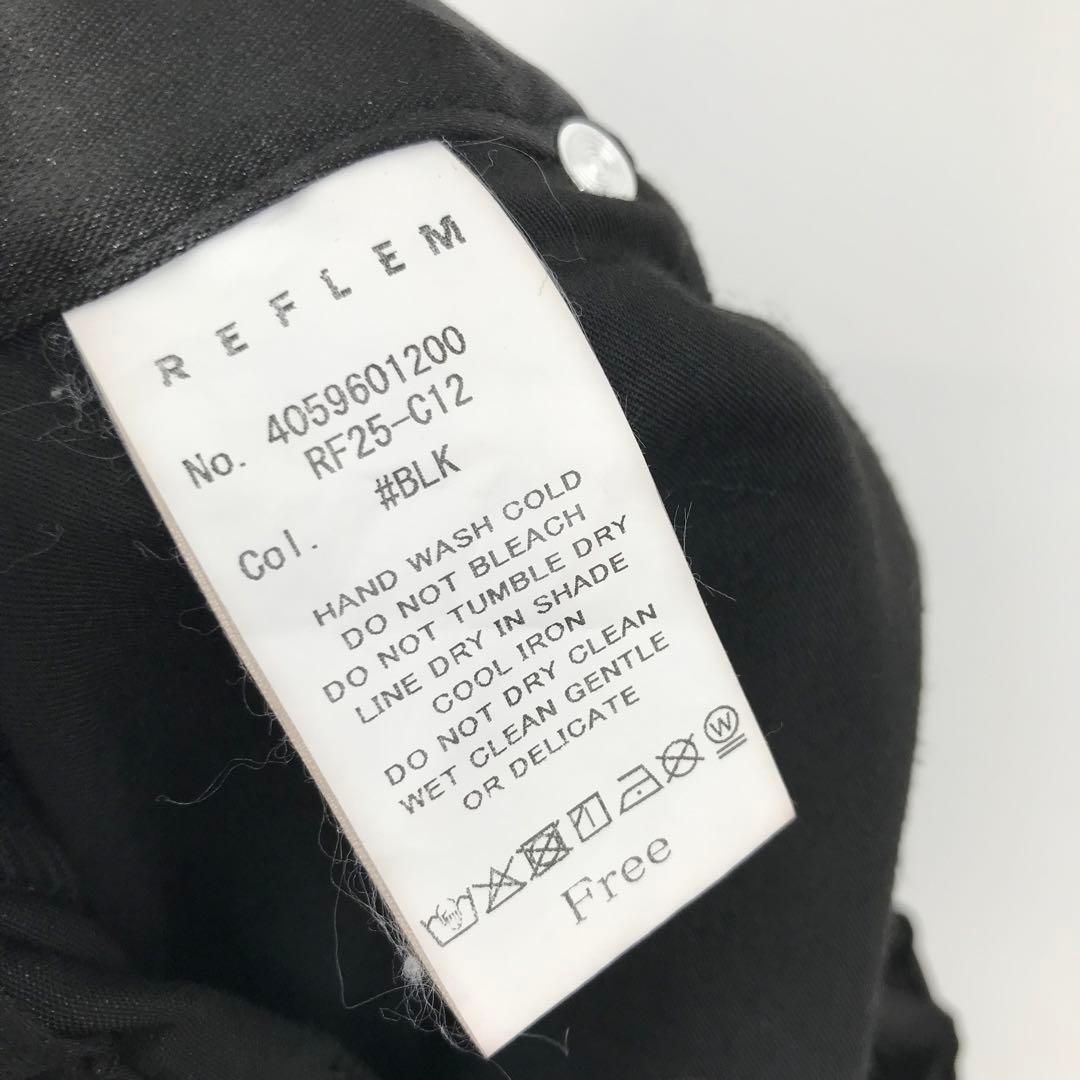 REFLEM
No. 4059601200
RF25-C12
Col. #BLK
HAND WASH COLD
DO NOT BLEACH
DO NOT TUMBLE DRY
LINE DRY IN SHADE
COOL IRON
DO NOT DRY CLEAN
WET CLEAN GENTLE
OR DELICATE
W
Free